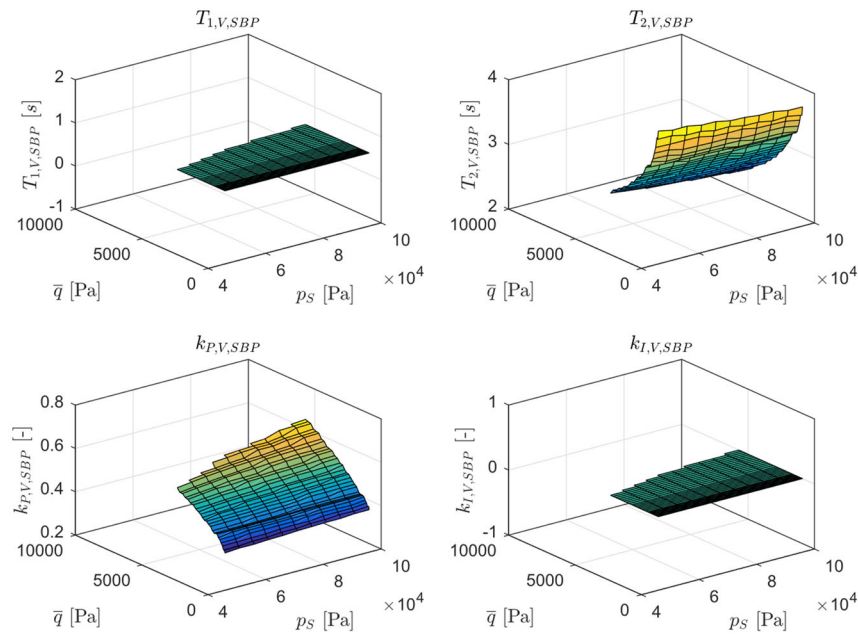 T1,V,SBP
T1,V,SBP [s]
2
1
0
-1
10000
5000
0
q̅ [Pa]
4
6
8
10
×10^4
pS [Pa]
T2,V,SBP
T2,V,SBP [s]
4
3
2
10000
5000
0
q̅ [Pa]
4
6
8
10
×10^4
pS [Pa]
kP,V,SBP
kP,V,SBP [-]
0.8
0.6
0.4
0.2
10000
5000
0
q̅ [Pa]
4
6
8
10
×10^4
pS [Pa]
kI,V,SBP
kI,V,SBP [-]
1
0
-1
10000
5000
0
q̅ [Pa]
4
6
8
10
×10^4
pS [Pa]